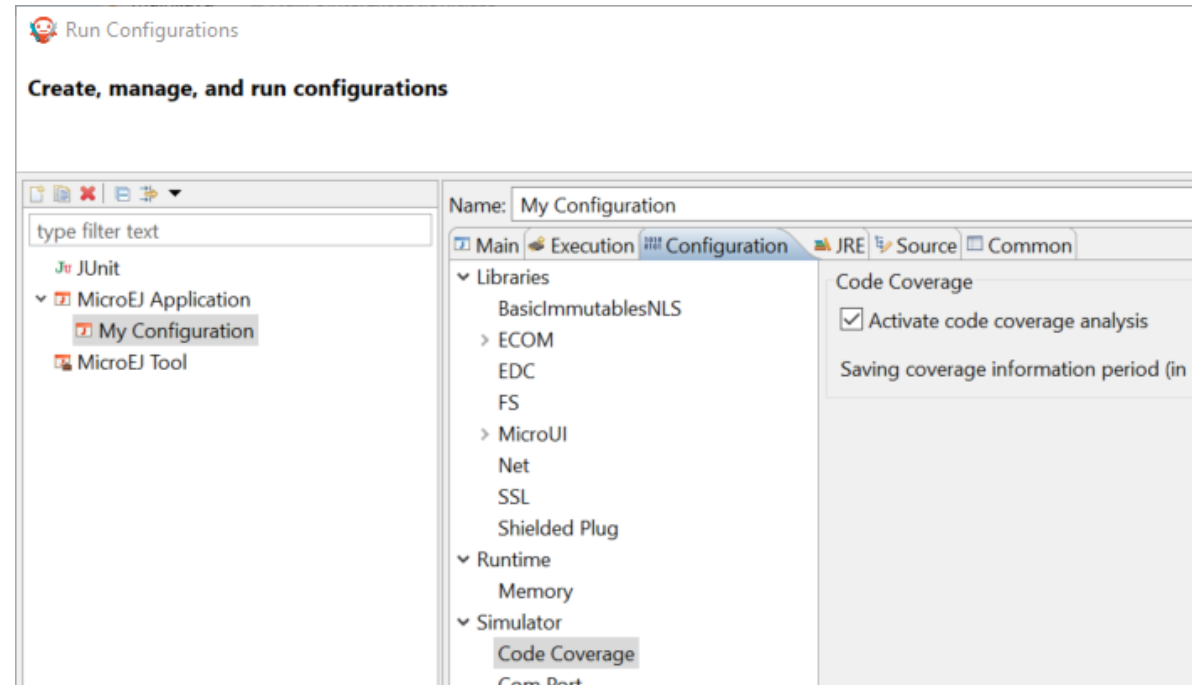 Run Configurations
Create, manage, and run configurations
Name: My Configuration
type filter text
Main Execution Configuration JRE Source Common
JUnit
MicroEJ Application
My Configuration
MicroEJ Tool
Libraries
BasicImmutablesNLS
ECOM
EDC
FS
MicroUI
Net
SSL
Shielded Plug
Runtime
Memory
Simulator
Code Coverage
Com Port
Code Coverage
Activate code coverage analysis
Saving coverage information period (in